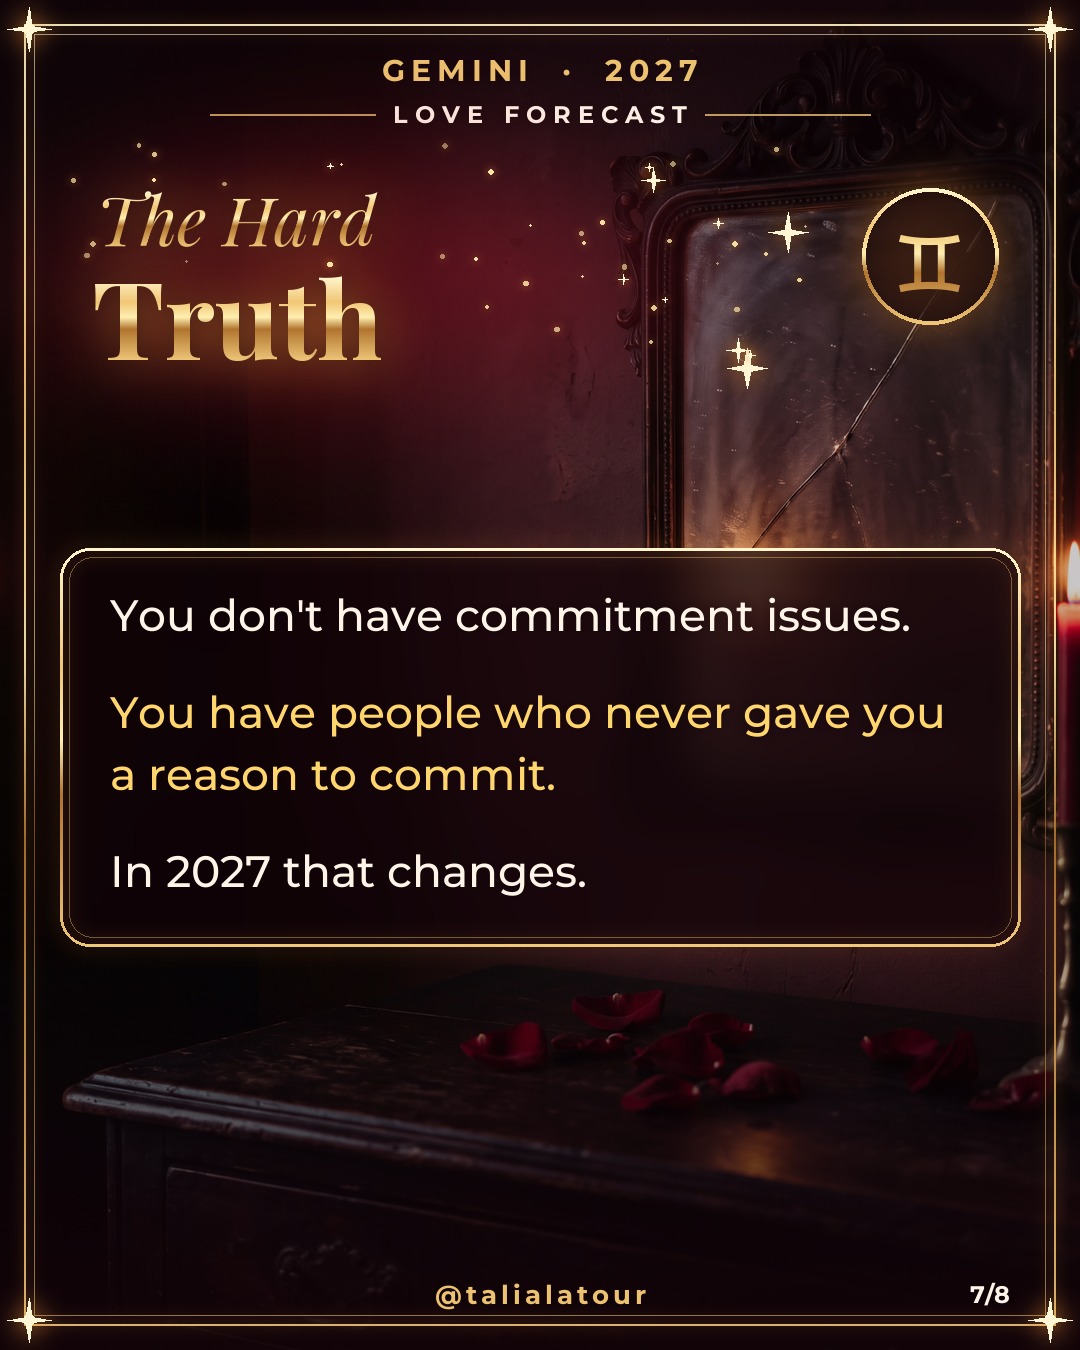 GEMINI · 2027
LOVE FORECAST
The Hard
Truth
♊
You don't have commitment issues.
You have people who never gave you
a reason to commit.
In 2027 that changes.
@talialatour
7/8